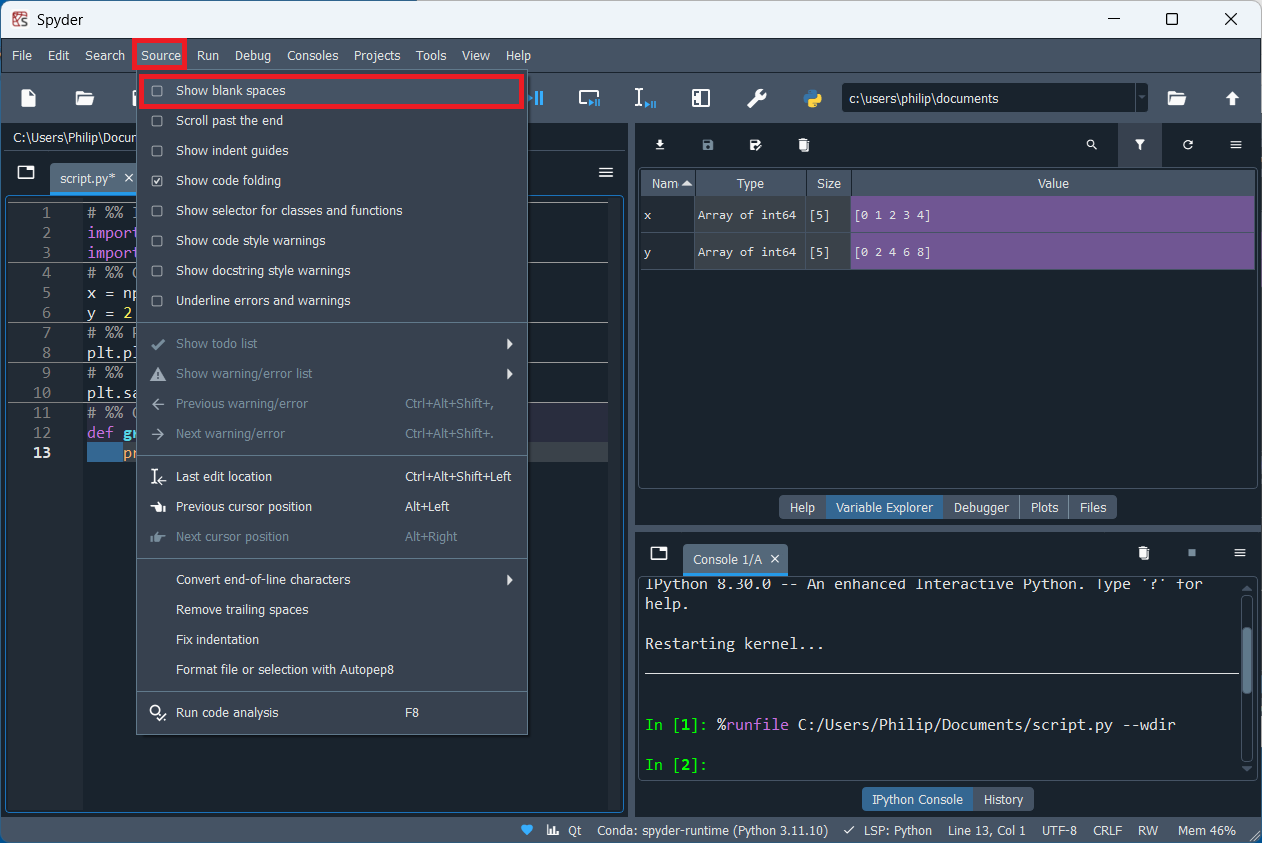 Spyder
File Edit Search Source Run Debug Consoles Projects Tools View Help
c:\users\philip\documents
C:\Users\Philip\Docum
script.py*
1 # %% I
2 import
3 import
4 # %% C
5 x = np
6 y = 2
7 # %% P
8 plt.pl
9 # %%
10 plt.sa
11 # %% C
12 def gr
13 pr
Show blank spaces
Scroll past the end
Show indent guides
Show code folding
Show selector for classes and functions
Show code style warnings
Show docstring style warnings
Underline errors and warnings
Show todo list
Show warning/error list
Previous warning/error Ctrl+Alt+Shift+,
Next warning/error Ctrl+Alt+Shift+.
Last edit location Ctrl+Alt+Shift+Left
Previous cursor position Alt+Left
Next cursor position Alt+Right
Convert end-of-line characters
Remove trailing spaces
Fix indentation
Format file or selection with Autopep8
Run code analysis F8
Nam Type Size Value
x Array of int64 [5] [0 1 2 3 4]
y Array of int64 [5] [0 2 4 6 8]
Help Variable Explorer Debugger Plots Files
Console 1/A
IPython 8.30.0 -- An enhanced Interactive Python. Type '?' for
help.
Restarting kernel...
In [1]: %runfile C:/Users/Philip/Documents/script.py --wdir
In [2]:
IPython Console History
Qt Conda: spyder-runtime (Python 3.11.10) LSP: Python Line 13, Col 1 UTF-8 CRLF RW Mem 46%